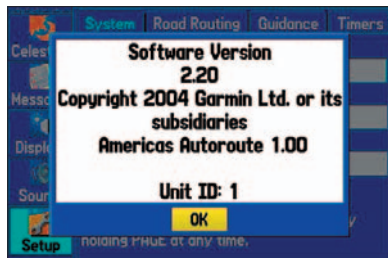 System Road Routing Guidance Timers
Celes
Software Version
2.20
Messa
Copyright 2004 Garmin Ltd. or its
subsidiaries
Displ
Americas Autoroute 1.00
Sour
Unit ID: 1
OK
Setup
holding PAGE at any time.